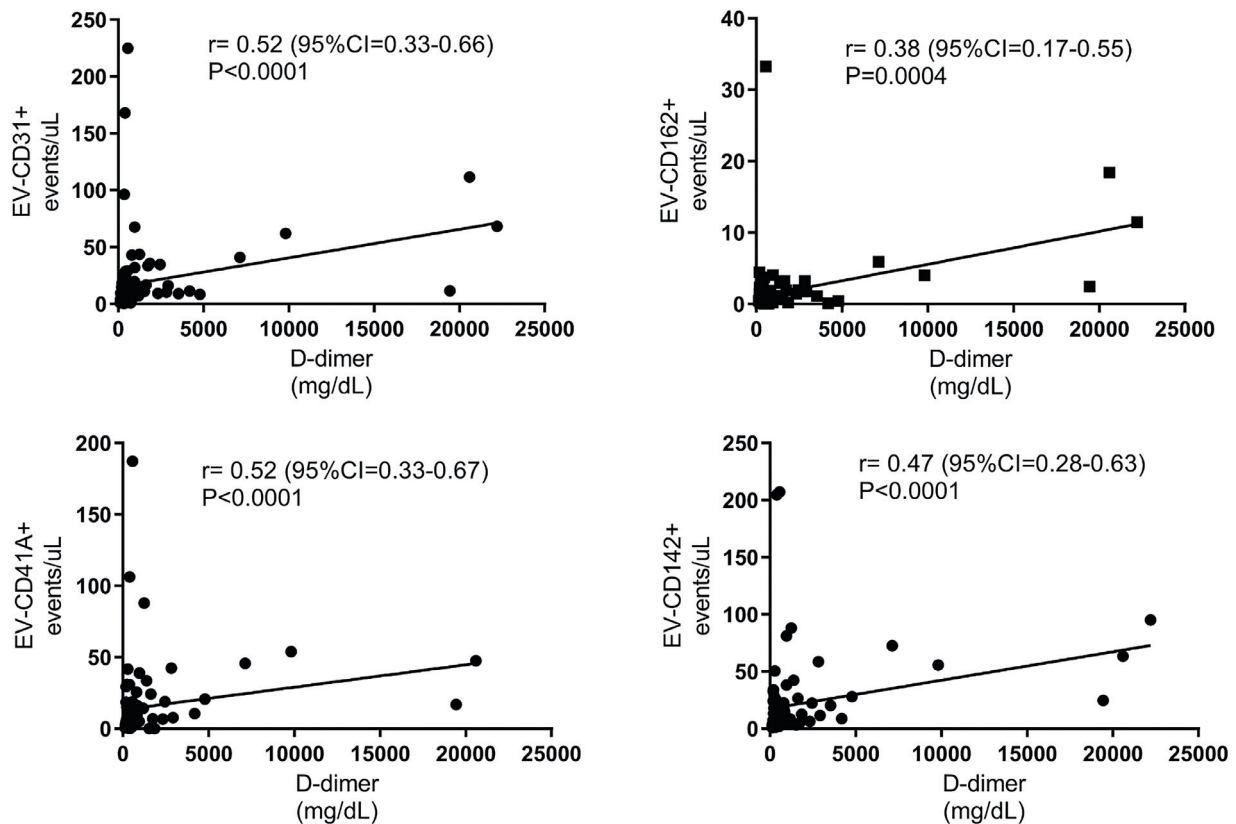 EV-CD31+
events/uL
250
200
150
100
50
0
r= 0.52 (95%CI=0.33-0.66)
P<0.0001
0 5000 10000 15000 20000 25000
D-dimer
(mg/dL)
EV-CD162+
events/uL
40
30
20
10
0
r= 0.38 (95%CI=0.17-0.55)
P=0.0004
0 5000 10000 15000 20000 25000
D-dimer
(mg/dL)
EV-CD41A+
events/uL
200
150
100
50
0
r= 0.52 (95%CI=0.33-0.67)
P<0.0001
0 5000 10000 15000 20000 25000
D-dimer
(mg/dL)
EV-CD142+
events/uL
250
200
150
100
50
0
r= 0.47 (95%CI=0.28-0.63)
P<0.0001
0 5000 10000 15000 20000 25000
D-dimer
(mg/dL)